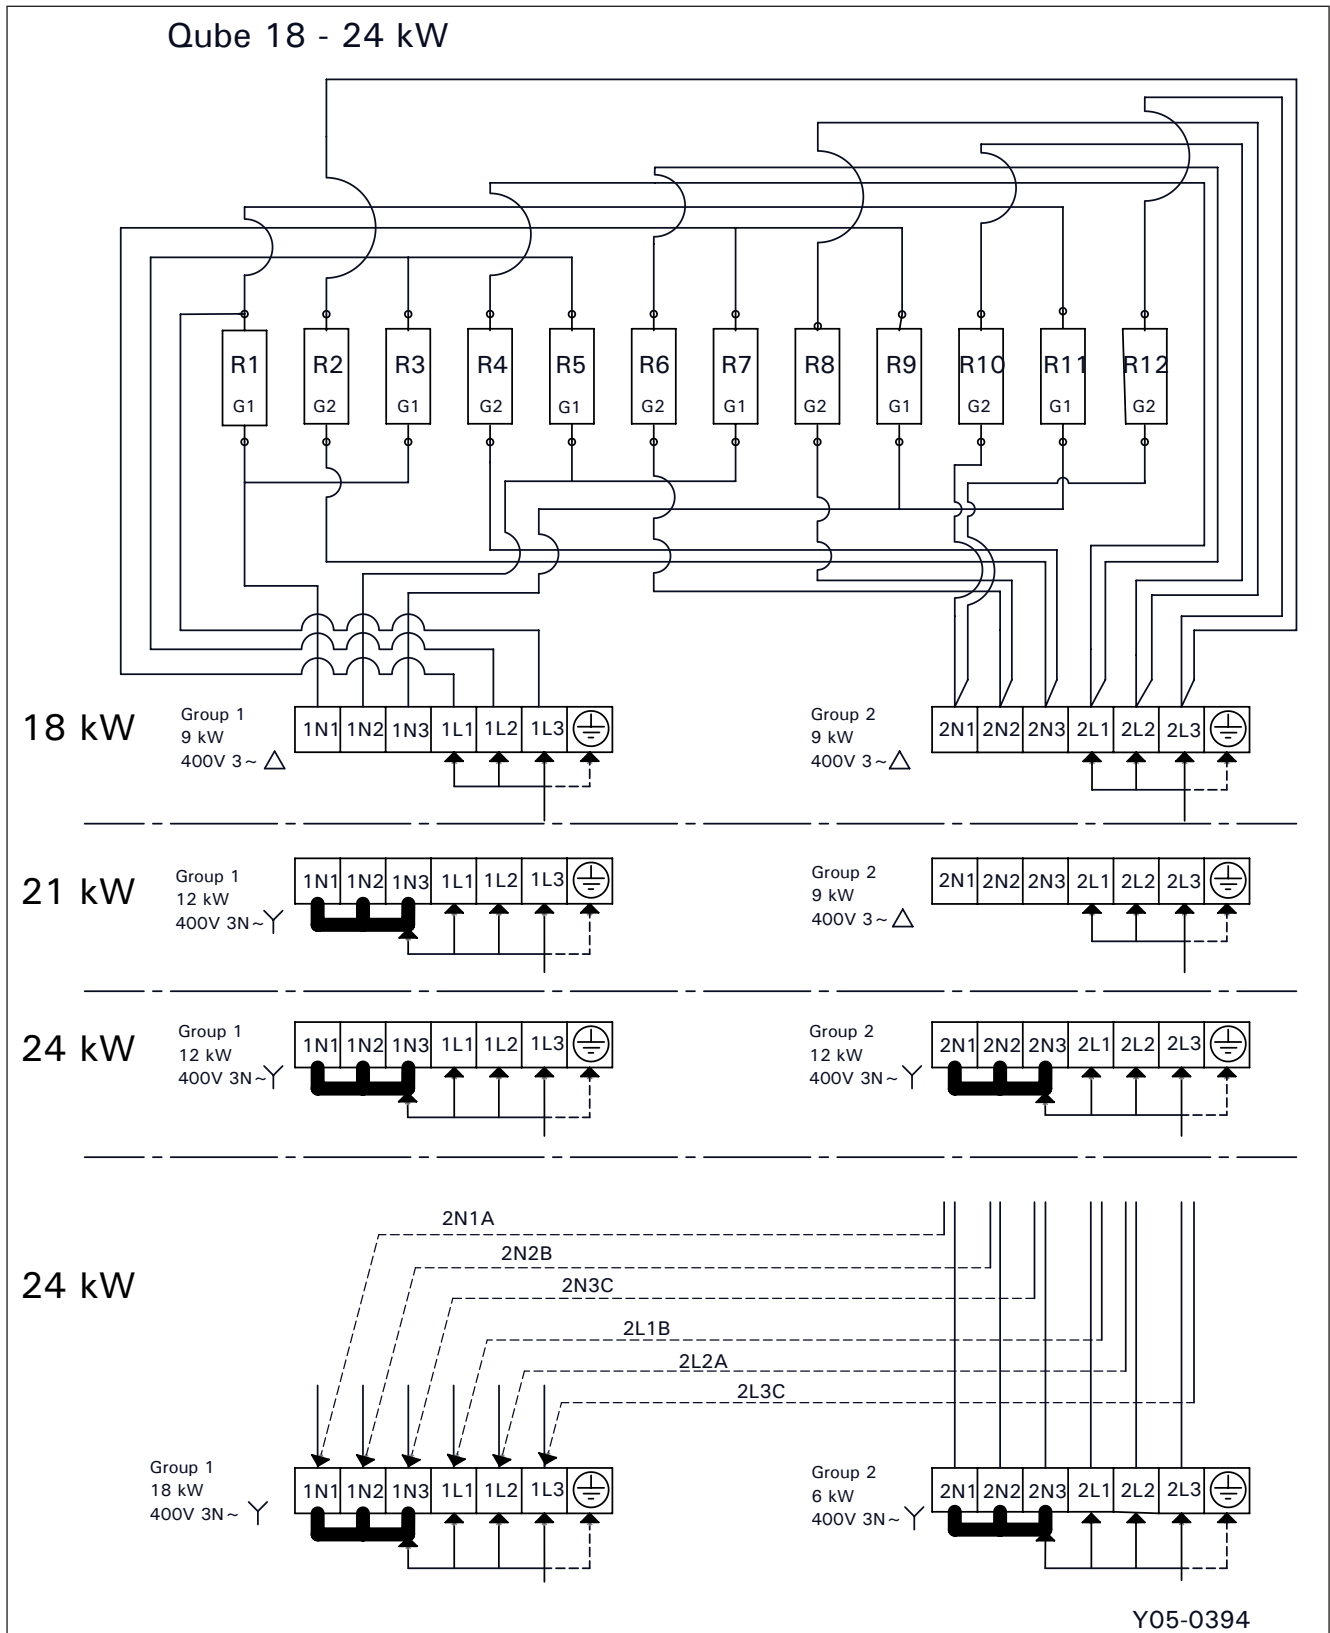 Qube 18 - 24 kW
R1 R2 R3 R4 R5 R6 R7 R8 R9 R10 R11 R12
G1 G2 G1 G2 G1 G2 G1 G2 G1 G2 G1 G2
18 kW
Group 1
9 kW
400V 3~
1N1 1N2 1N3 1L1 1L2 1L3
Group 2
9 kW
400V 3~
2N1 2N2 2N3 2L1 2L2 2L3
21 kW
Group 1
12 kW
400V 3N~
1N1 1N2 1N3 1L1 1L2 1L3
Group 2
9 kW
400V 3~
2N1 2N2 2N3 2L1 2L2 2L3
24 kW
Group 1
12 kW
400V 3N~
1N1 1N2 1N3 1L1 1L2 1L3
Group 2
12 kW
400V 3N~
2N1 2N2 2N3 2L1 2L2 2L3
24 kW
2N1A
2N2B
2N3C
2L1B
2L2A
2L3C
Group 1
18 kW
400V 3N~
1N1 1N2 1N3 1L1 1L2 1L3
Group 2
6 kW
400V 3N~
2N1 2N2 2N3 2L1 2L2 2L3
Y05-0394